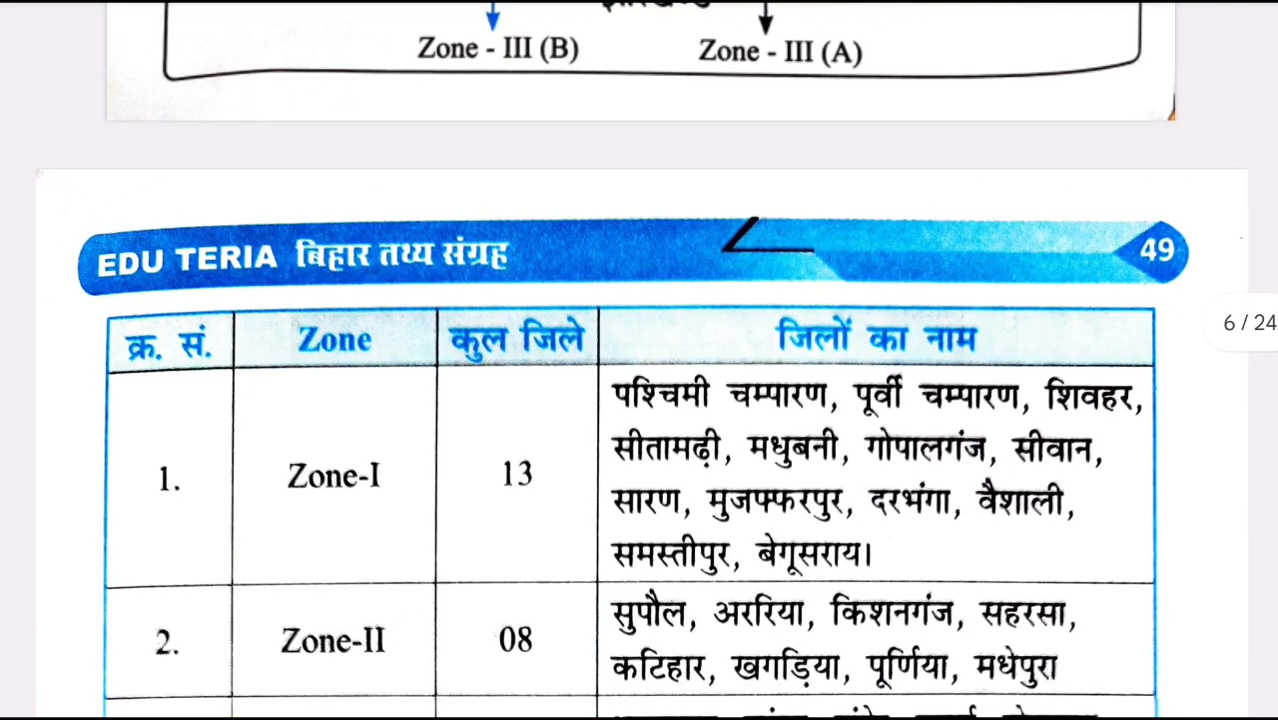 Zone - III (B) Zone - III (A)
EDU TERIA बिहार तथ्य संग्रह 49
6 / 24
क्र. सं. Zone कुल जिले जिलों का नाम
पश्चिमी चम्पारण, पूर्वी चम्पारण, शिवहर,
सीतामढ़ी, मधुबनी, गोपालगंज, सीवान,
1. Zone-I 13
सारण, मुजफ्फरपुर, दरभंगा, वैशाली,
समस्तीपुर, बेगूसराय।
सुपौल, अररिया, किशनगंज, सहरसा,
2. Zone-II 08
कटिहार, खगड़िया, पूर्णिया, मधेपुरा